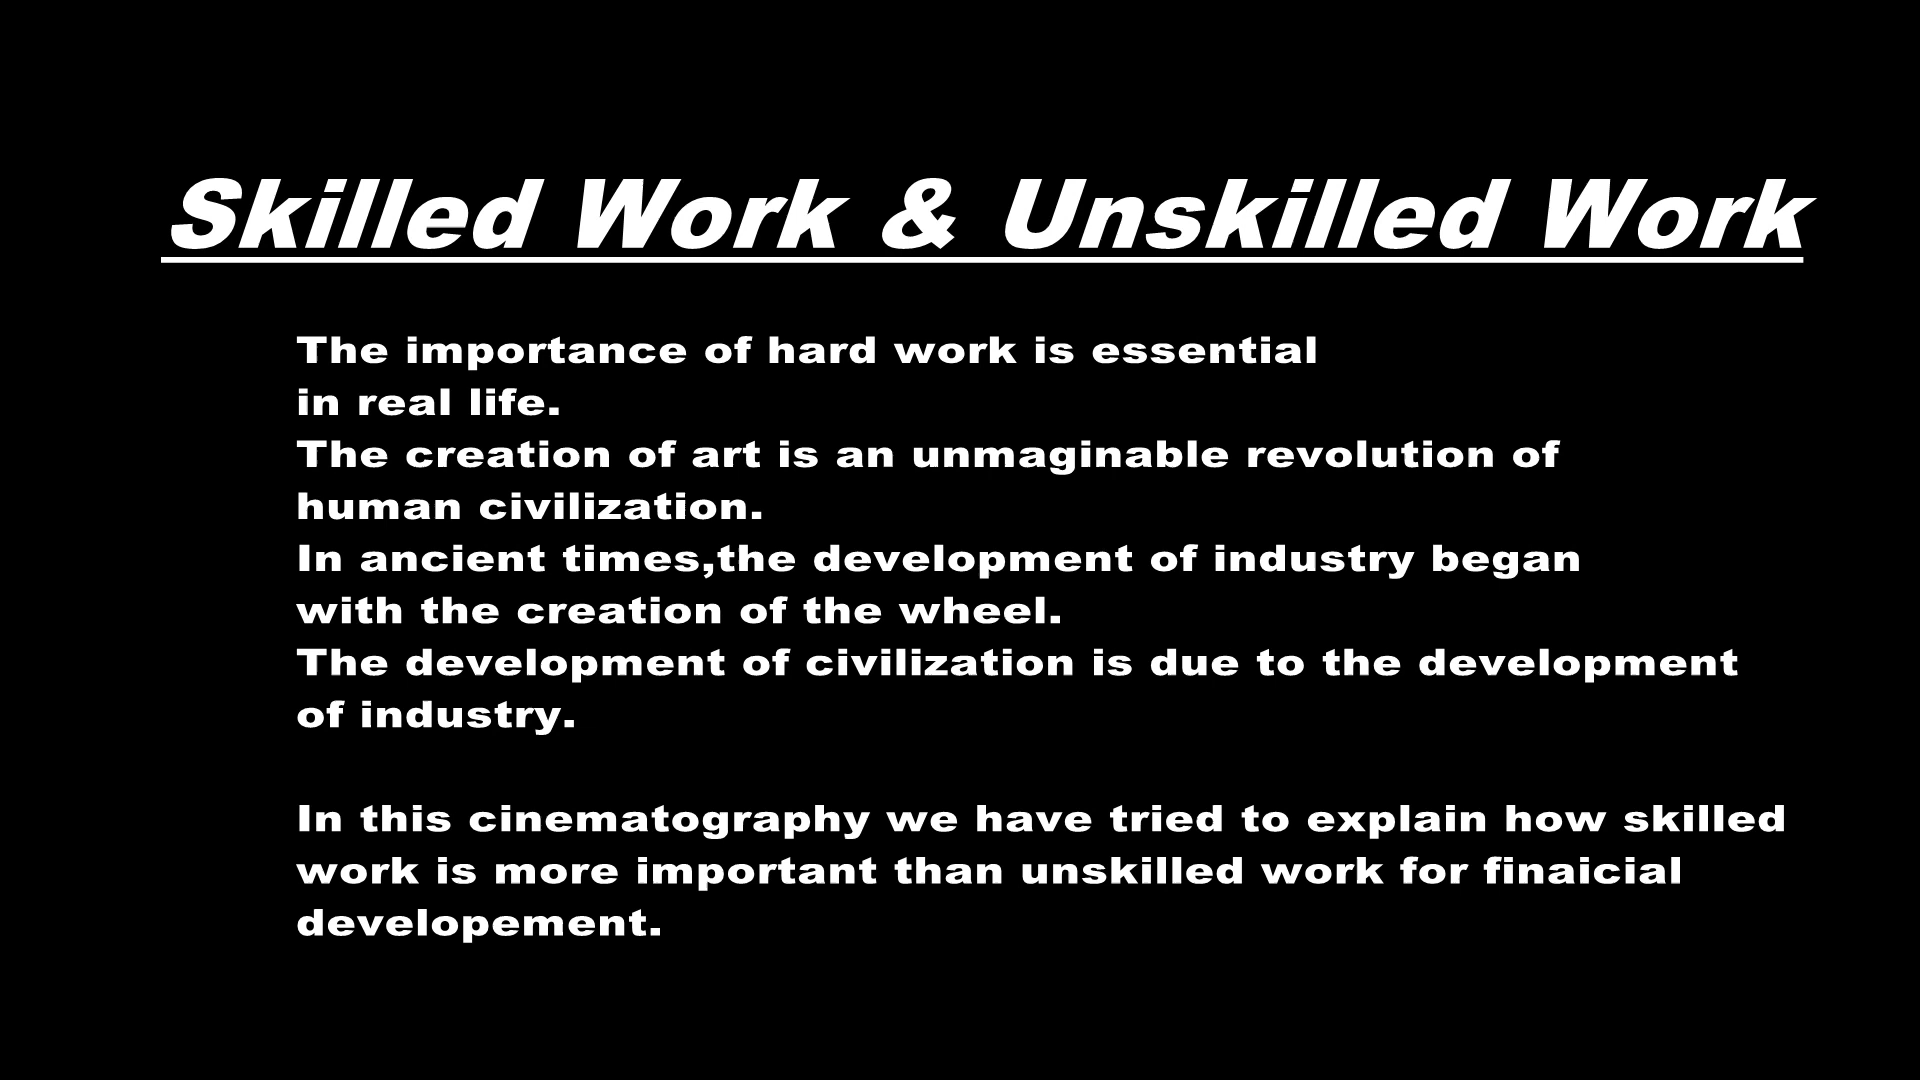 Skilled Work & Unskilled Work
The importance of hard work is essential
in real life.
The creation of art is an unmaginable revolution of
human civilization.
In ancient times,the development of industry began
with the creation of the wheel.
The development of civilization is due to the development
of industry.
In this cinematography we have tried to explain how skilled
work is more important than unskilled work for finaicial
developement.